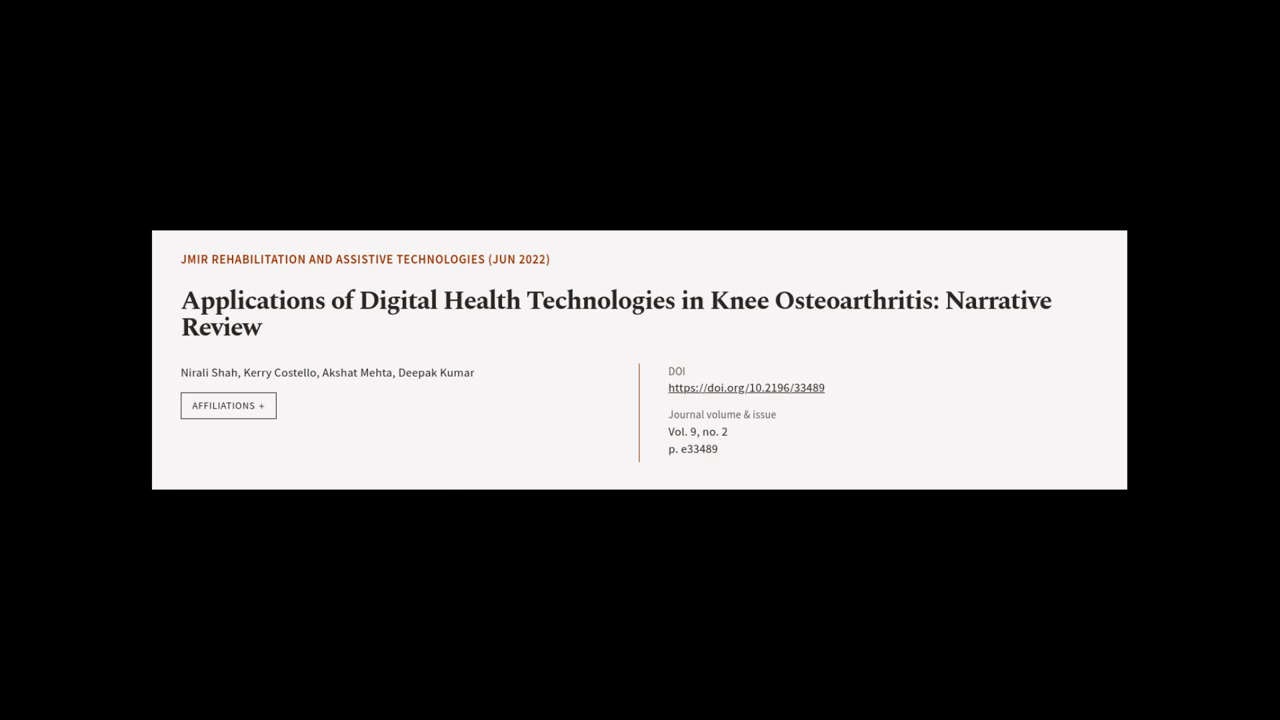 JMIR REHABILITATION AND ASSISTIVE TECHNOLOGIES (JUN 2022)
Applications of Digital Health Technologies in Knee Osteoarthritis: Narrative
Review
Nirali Shah, Kerry Costello, Akshat Mehta, Deepak Kumar
AFFILIATIONS +
DOI
https://doi.org/10.2196/33489
Journal volume & issue
Vol. 9, no. 2
p. e33489